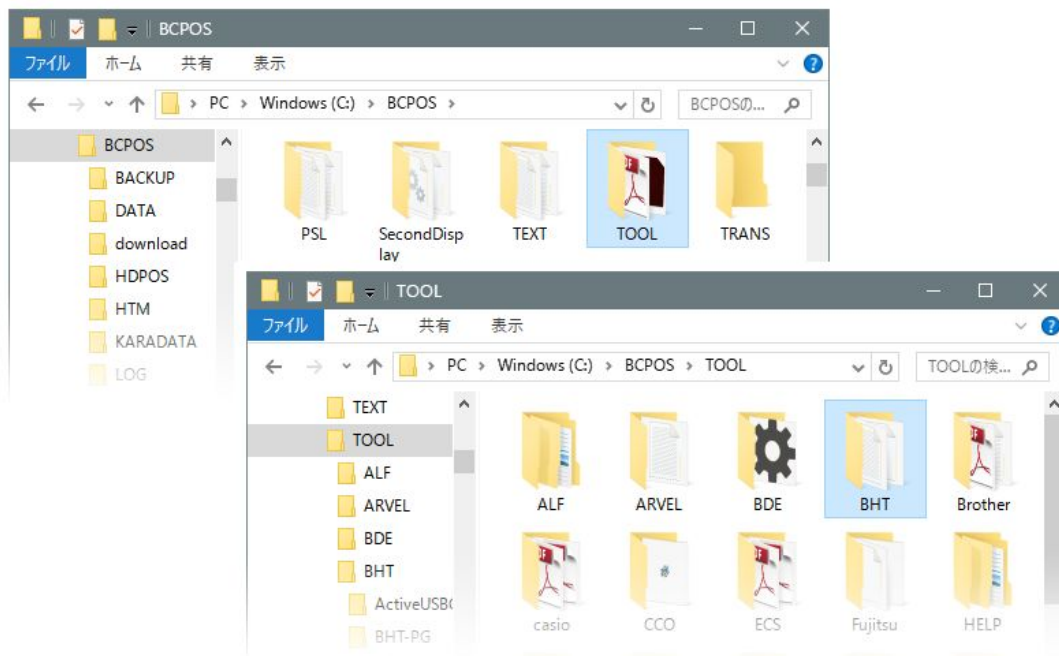 BCPOS
ファイル ホーム 共有 表示
PC > Windows (C:) > BCPOS > BCPOSの...
BCPOS
BACKUP
DATA
download
HDPOS
HTM
KARADATA
LOG
PSL SecondDisp
lay TEXT TOOL TRANS
TOOL
ファイル ホーム 共有 表示
PC > Windows (C:) > BCPOS > TOOL TOOLの検...
TEXT
TOOL
ALF
ARVEL
BDE
BHT
ActiveUSBC
BHT-PG
ALF ARVEL BDE BHT Brother
casio CCO ECS Fujitsu HELP